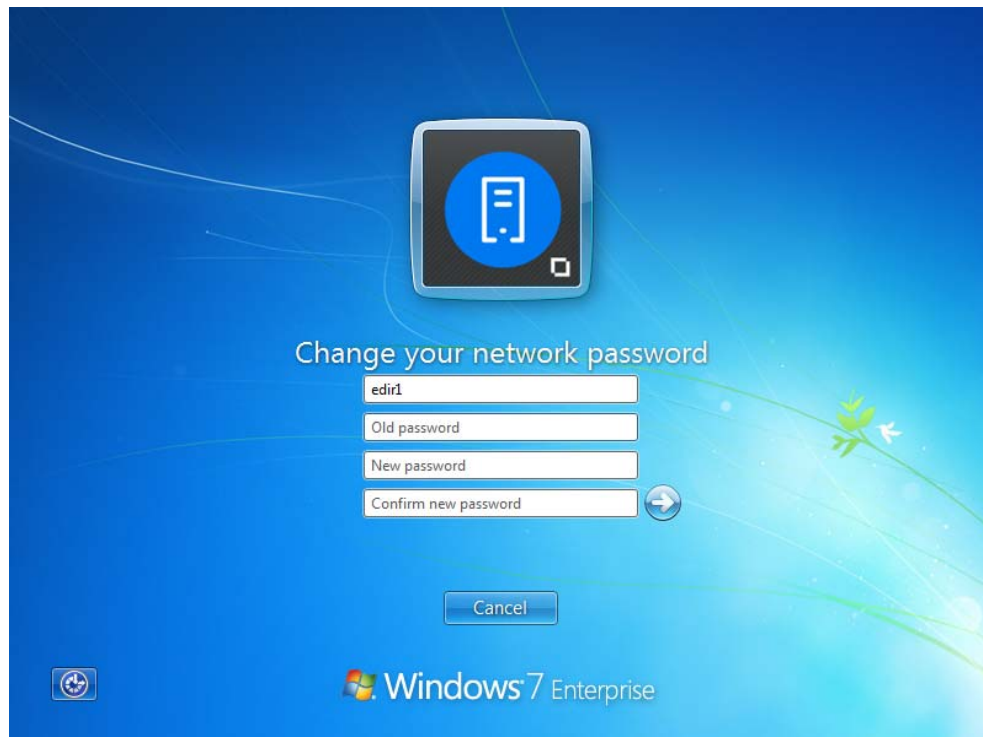 Change your network password
edir1
Old password
New password
Confirm new password
Cancel
Windows 7 Enterprise